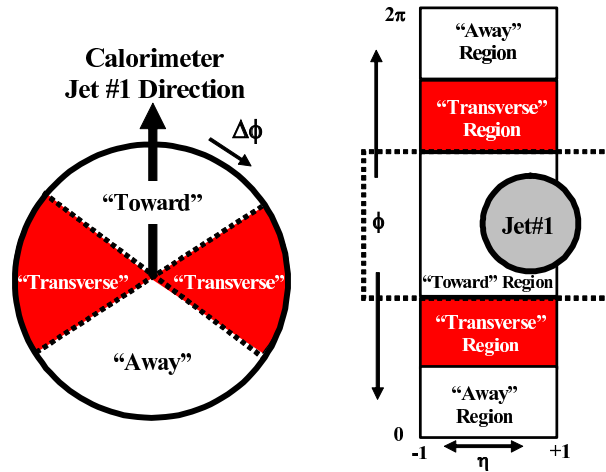 Calorimeter
Jet #1 Direction
Δϕ
“Toward”
“Transverse” “Transverse”
“Away”
2π
“Away”
Region
“Transverse”
Region
ϕ
Jet#1
“Toward” Region
“Transverse”
Region
“Away”
Region
0
-1 η +1